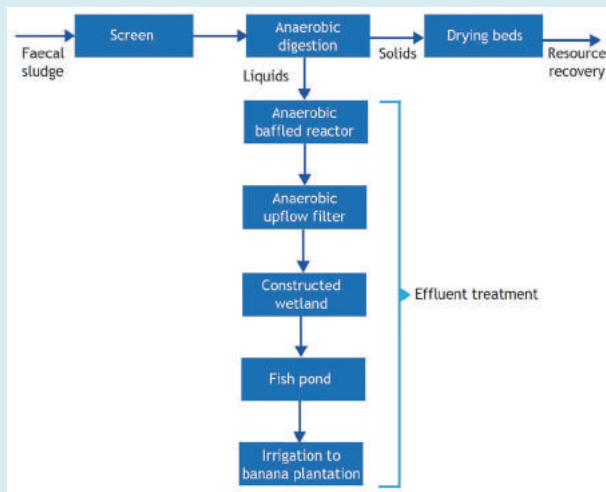 Screen
Anaerobic
digestion
Drying beds
Faecal
sludge
Solids
Resource
recovery
Liquids
Anaerobic
baffled reactor
Anaerobic
upflow filter
Constructed
wetland
Effluent treatment
Fish pond
Irrigation to
banana plantation